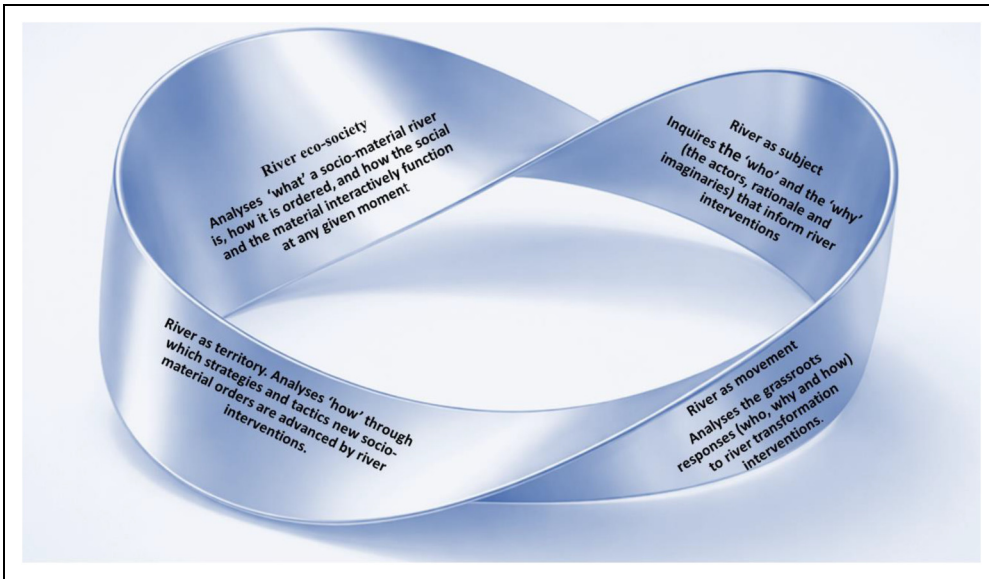 River eco-society
Analyses ‘what’ a socio-material river
is, how it is ordered, and how the social
and the material interactively function
at any given moment
River as subject
Inquires the ‘who’ and the ‘why’
(the actors, rationale and
imaginaries) that inform river
interventions
River as territory. Analyses ‘how’ through
which strategies and tactics new socio-
material orders are advanced by river
interventions.
River as movement
Analyses the grassroots
responses (who, why and how)
to river transformation
interventions.